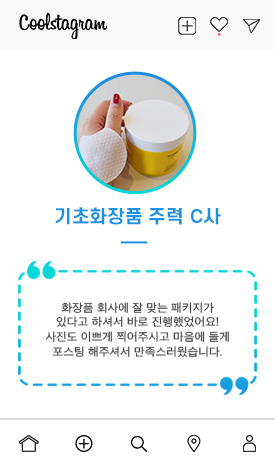 Coolstagram
기초화장품 주력 C사
화장품 회사에 잘 맞는 패키지가
있다고 하셔서 바로 진행했었어요!
사진도 이쁘게 찍어주시고 마음에 들게
포스팅 해주셔서 만족스러웠습니다.